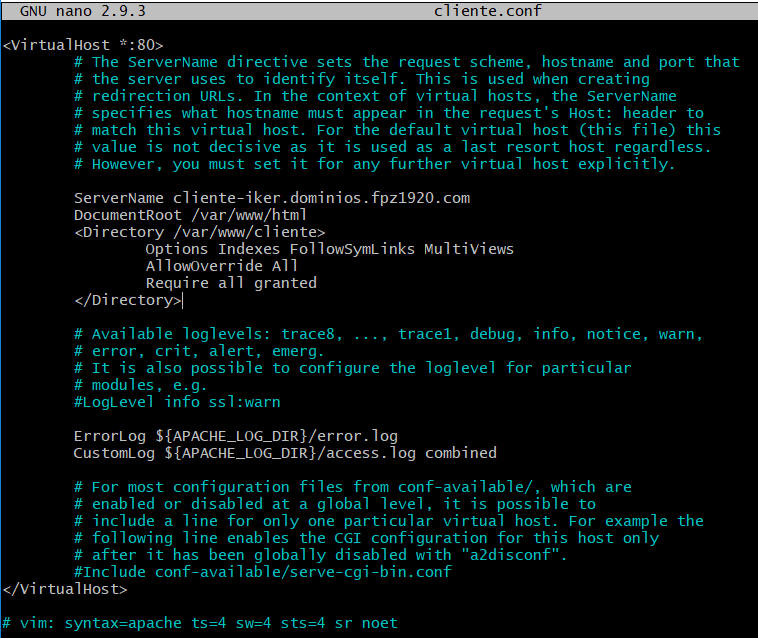 GNU nano 2.9.3 cliente.conf
<VirtualHost *:80>
# The ServerName directive sets the request scheme, hostname and port that
# the server uses to identify itself. This is used when creating
# redirection URLs. In the context of virtual hosts, the ServerName
# specifies what hostname must appear in the request's Host: header to
# match this virtual host. For the default virtual host (this file) this
# value is not decisive as it is used as a last resort host regardless.
# However, you must set it for any further virtual host explicitly.
ServerName cliente-iker.dominios.fpz1920.com
DocumentRoot /var/www/html
<Directory /var/www/cliente>
Options Indexes FollowSymLinks MultiViews
AllowOverride All
Require all granted
</Directory>
# Available loglevels: trace8, ..., trace1, debug, info, notice, warn,
# error, crit, alert, emerg.
# It is also possible to configure the loglevel for particular
# modules, e.g.
#LogLevel info ssl:warn
ErrorLog ${APACHE_LOG_DIR}/error.log
CustomLog ${APACHE_LOG_DIR}/access.log combined
# For most configuration files from conf-available/, which are
# enabled or disabled at a global level, it is possible to
# include a line for only one particular virtual host. For example the
# following line enables the CGI configuration for this host only
# after it has been globally disabled with "a2disconf".
#Include conf-available/serve-cgi-bin.conf
</VirtualHost>
# vim: syntax=apache ts=4 sw=4 sts=4 sr noet